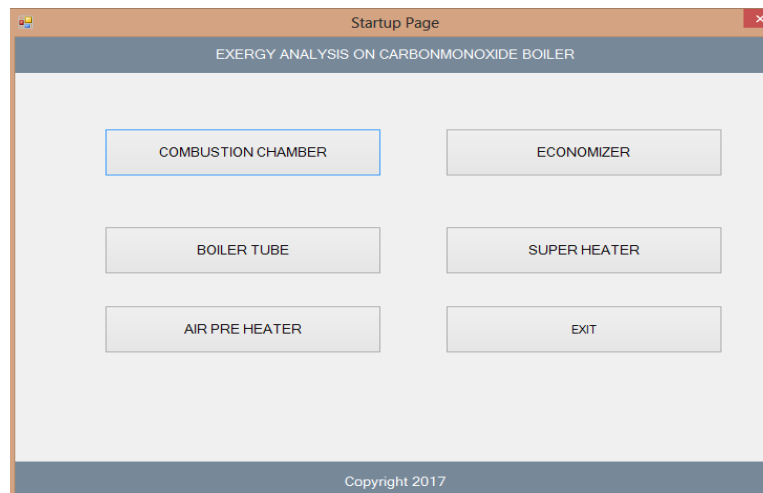 Startup Page
EXERGY ANALYSIS ON CARBONMONOXIDE BOILER
COMBUSTION CHAMBER
ECONOMIZER
BOILER TUBE
SUPER HEATER
AIR PRE HEATER
EXIT
Copyright 2017